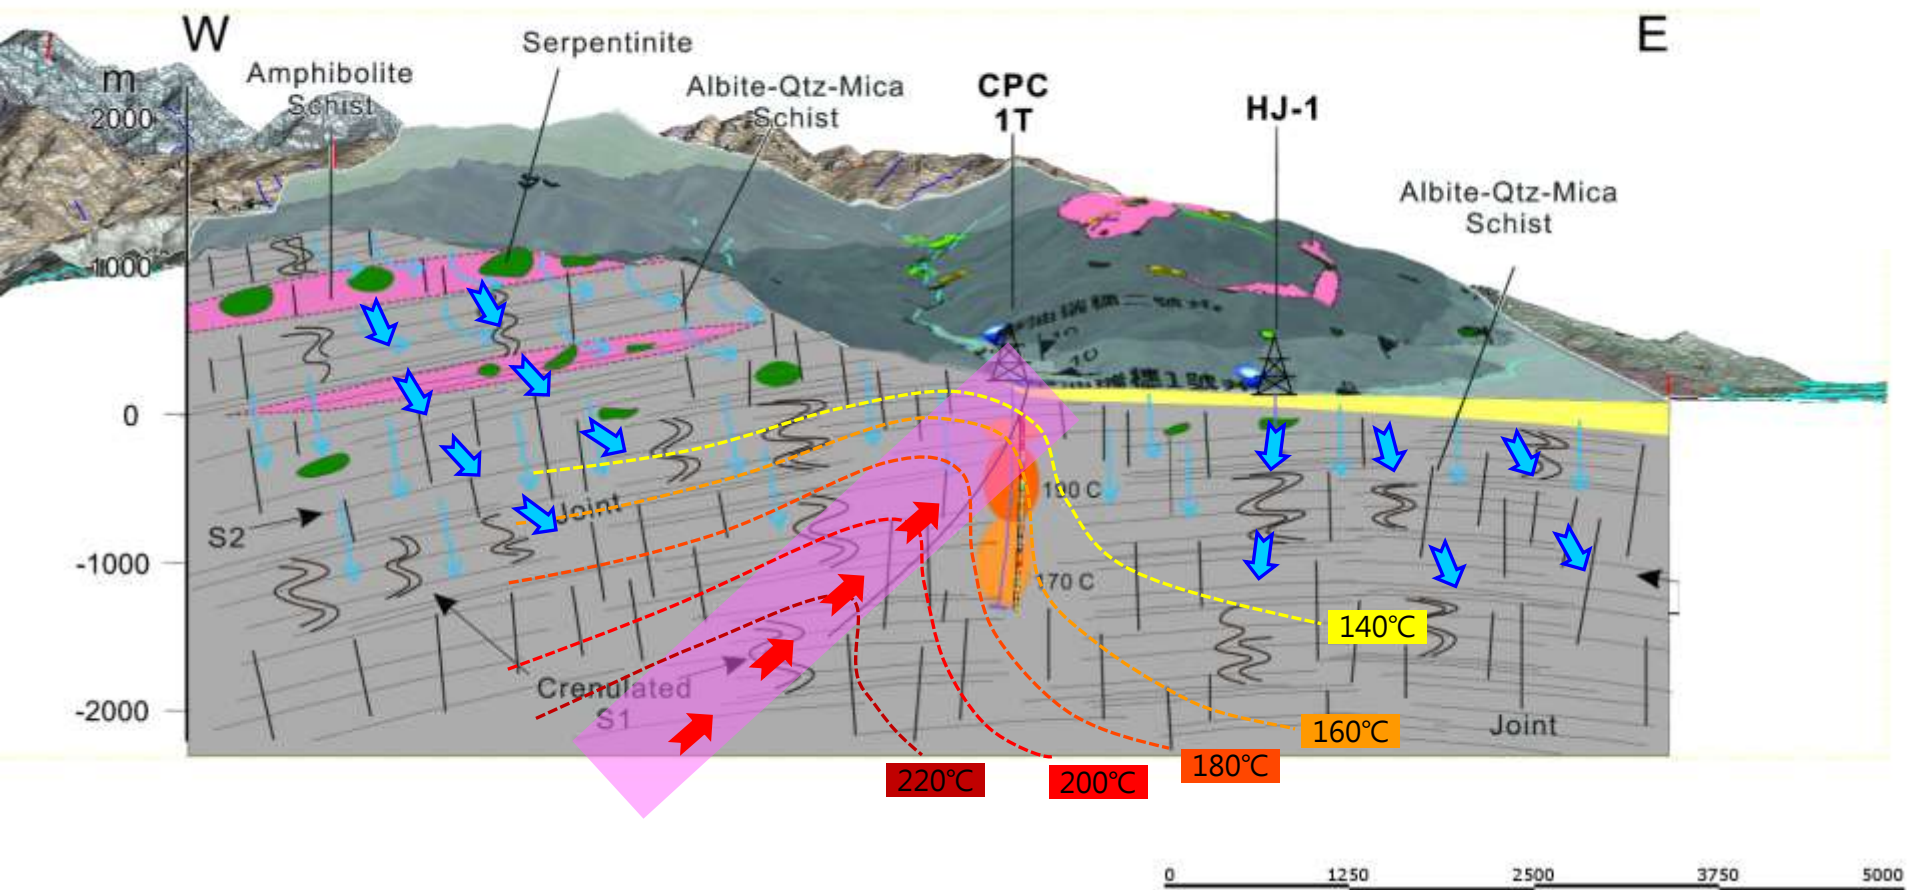 W
E
m
2000
1000
0
-1000
-2000
Amphibolite
Schist
Serpentinite
Albite-Qtz-Mica
Schist
CPC
1T
HJ-1
Albite-Qtz-Mica
Schist
190 C
170 C
Joint
S2
Crenulated
S1
Joint
140℃
160℃
180℃
200℃
220℃
0 1250 2500 3750 5000